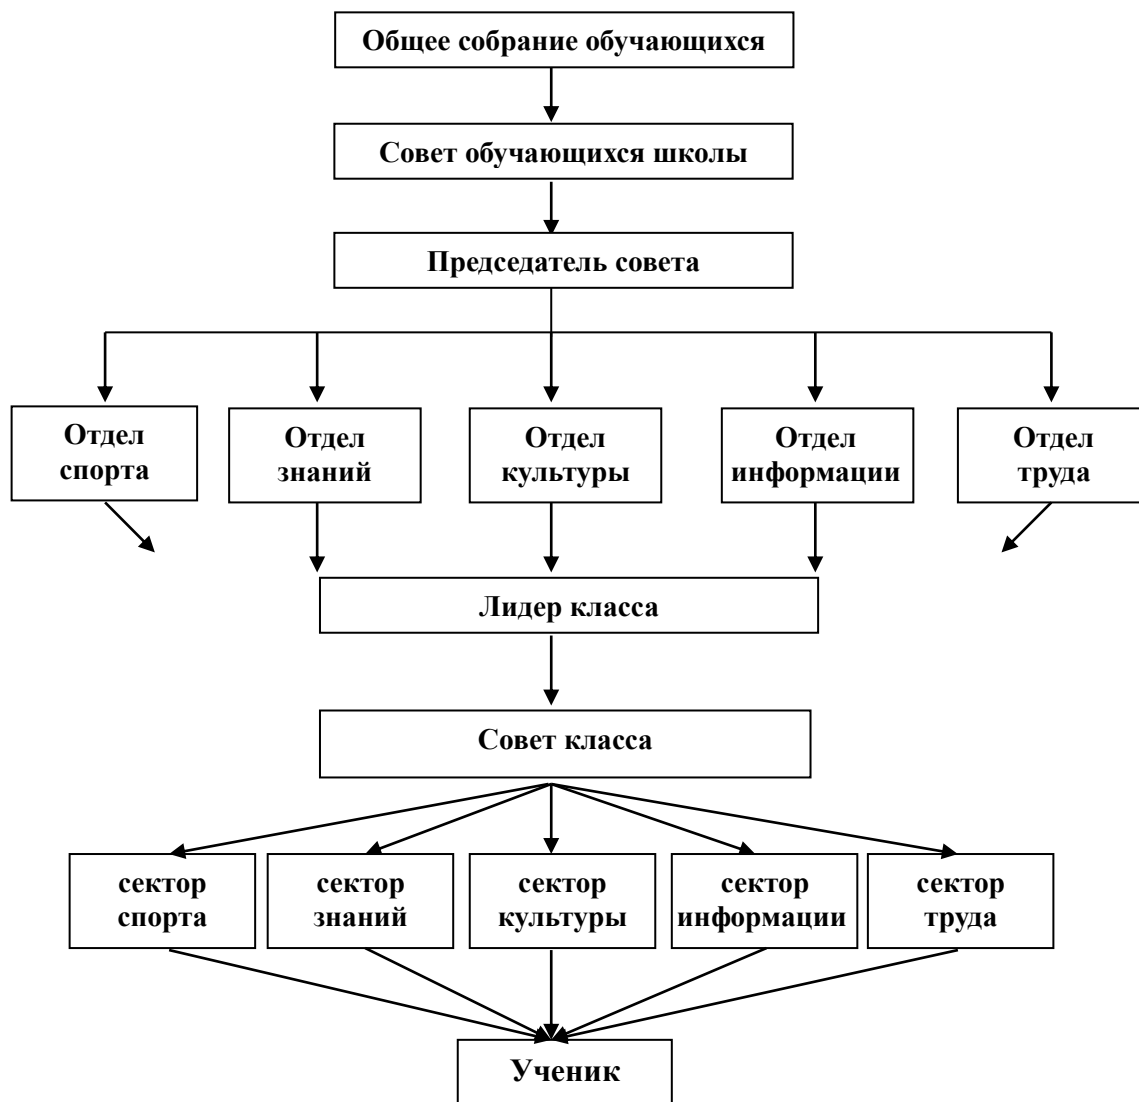 Общее собрание обучающихся
Совет обучающихся школы
Председатель совета
Отдел
спорта
Отдел
знаний
Отдел
культуры
Отдел
информации
Отдел
труда
Лидер класса
Совет класса
сектор
спорта
сектор
знаний
сектор
культуры
сектор
информации
сектор
труда
Ученик